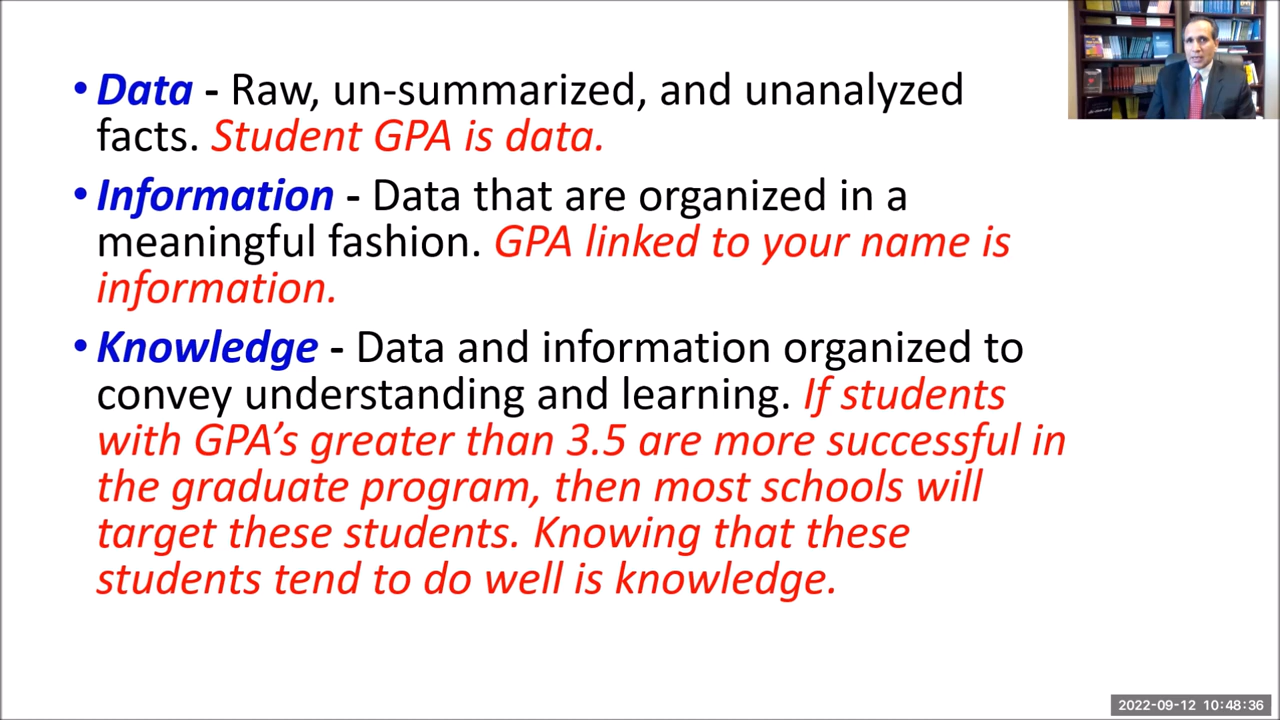 • Data - Raw, un-summarized, and unanalyzed
facts. Student GPA is data.
• Information - Data that are organized in a
meaningful fashion. GPA linked to your name is
information.
• Knowledge - Data and information organized to
convey understanding and learning. If students
with GPA’s greater than 3.5 are more successful in
the graduate program, then most schools will
target these students. Knowing that these
students tend to do well is knowledge.
2022-09-12 10:48:36